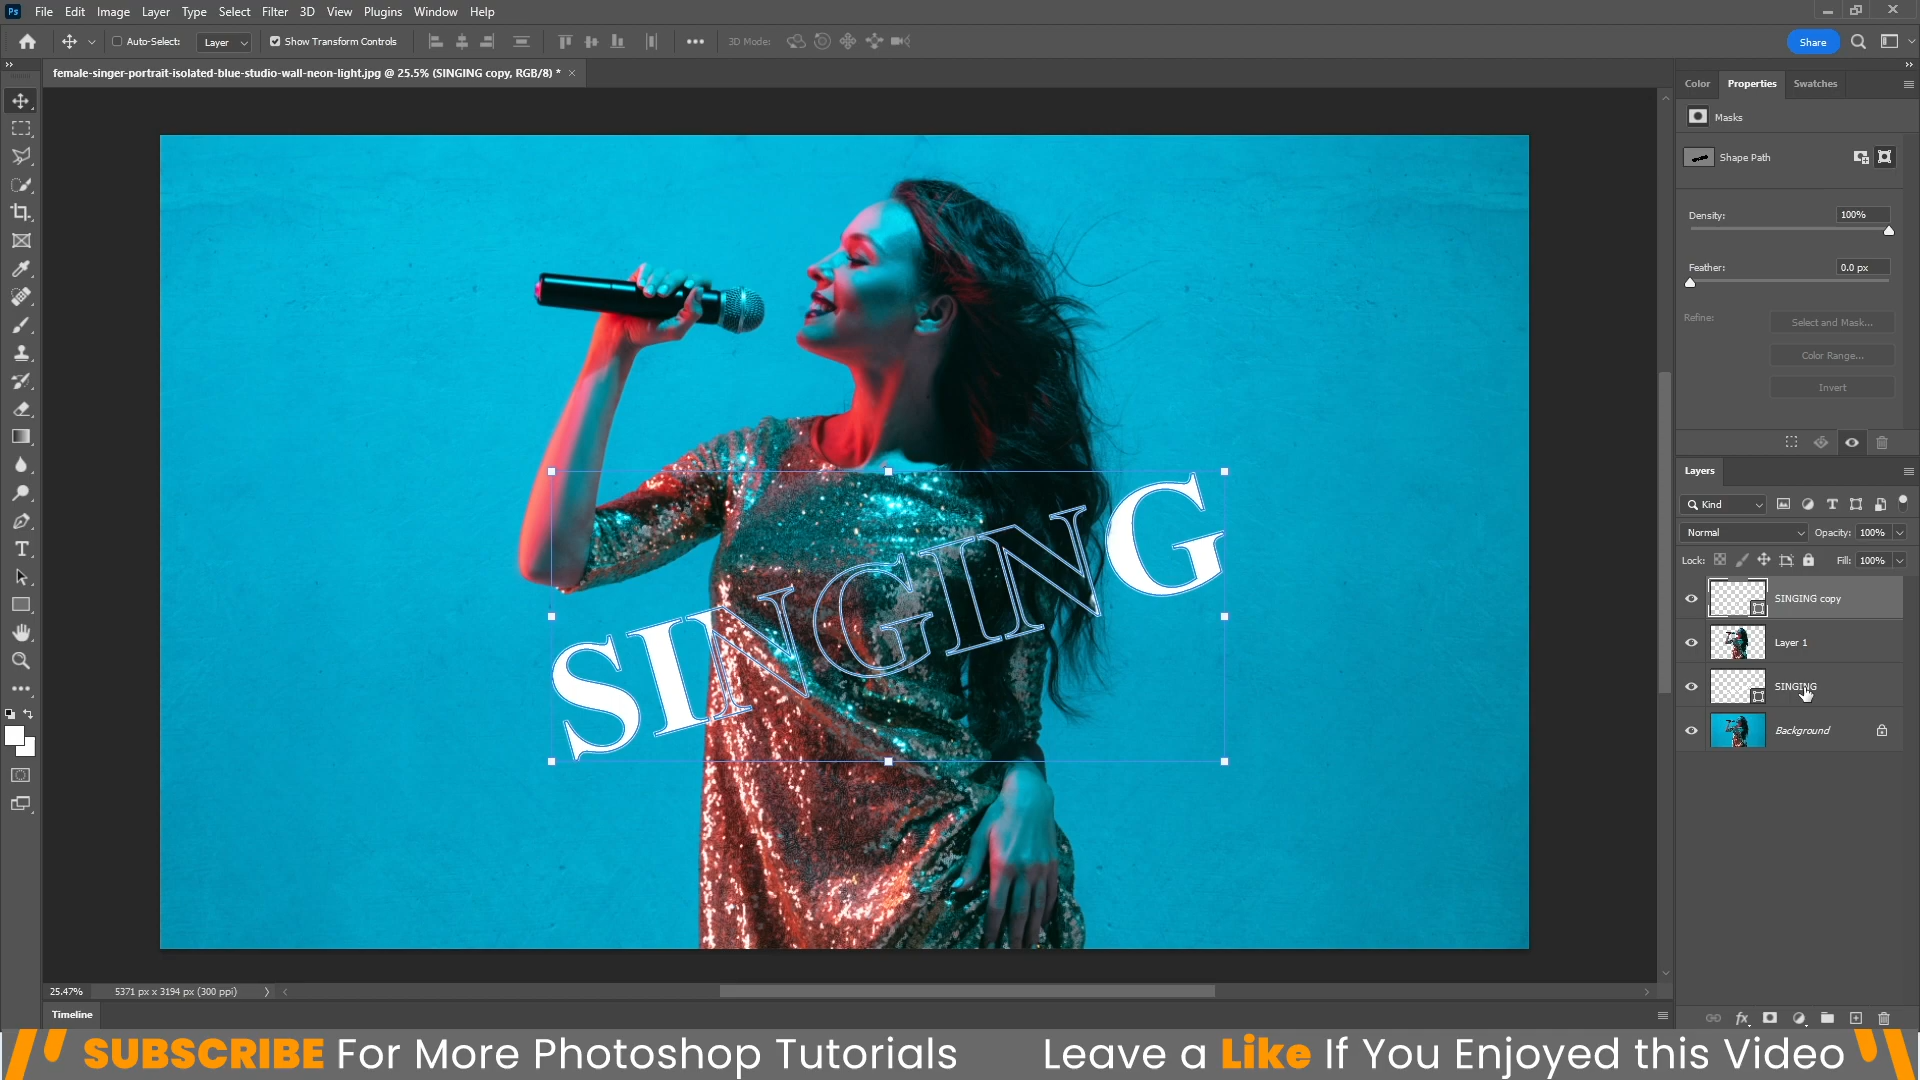 Ps File Edit Image Layer Type Select Filter 3D View Plugins Window Help
Auto-Select: Layer Show Transform Controls 3D Mode: Share
female-singer-portrait-isolated-blue-studio-wall-neon-light.jpg @ 25.5% (SINGING copy, RGB/8) *
Color Properties Swatches
Masks
Shape Path
Density: 100%
Feather: 0.0 px
Refine: Select and Mask...
Color Range...
Invert
SINGING
Layers
Kind
Normal Opacity: 100%
Lock: Fill: 100%
SINGING copy
Layer 1
SINGING
Background
25.47% 5371 px x 3194 px (300 ppi)
Timeline
SUBSCRIBE For More Photoshop Tutorials Leave a Like If You Enjoyed this Video